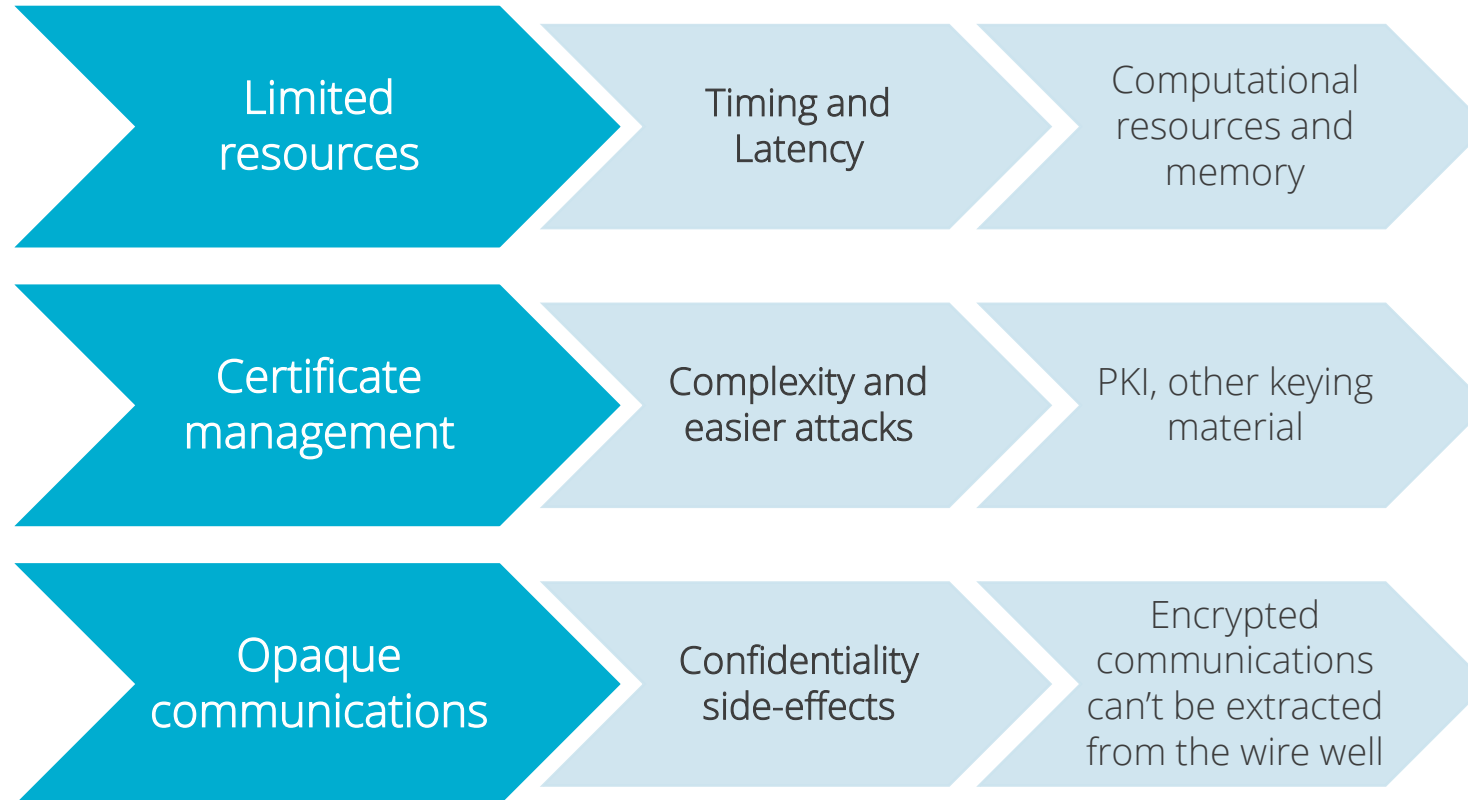 Limited
resources
Timing and
Latency
Computational
resources and
memory
Certificate
management
Complexity and
easier attacks
PKI, other keying
material
Opaque
communications
Confidentiality
side-effects
Encrypted
communications
can’t be extracted
from the wire well